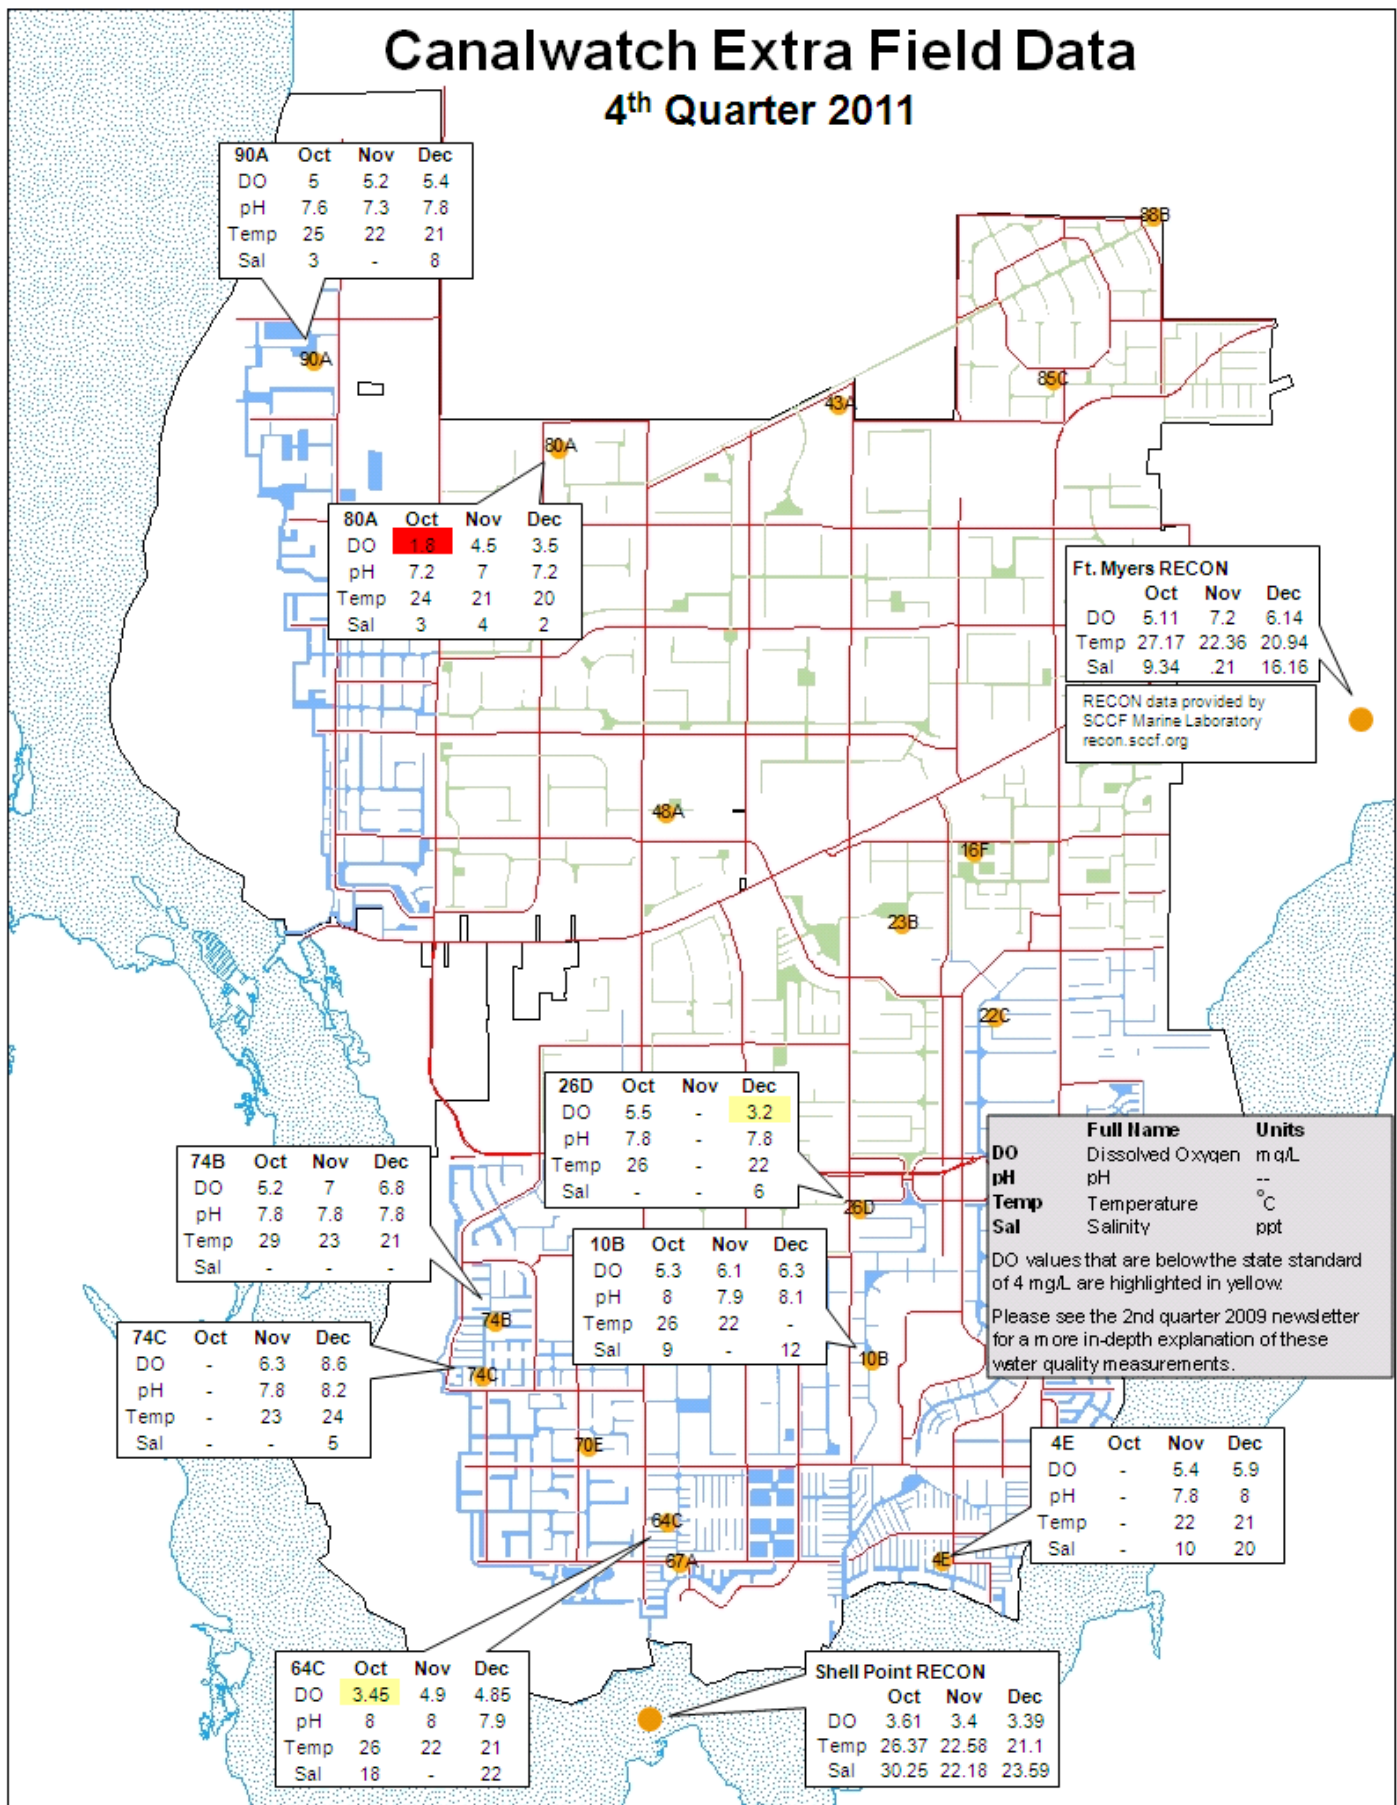 Canalwatch Extra Field Data
4th Quarter 2011
90A Oct Nov Dec
DO 5 5.2 5.4
pH 7.6 7.3 7.8
Temp 25 22 21
Sal 3 - 8
88B
90A
85C
43A
80A
80A Oct Nov Dec
DO 1.8 4.5 3.5
pH 7.2 7 7.2
Temp 24 21 20
Sal 3 4 2
Ft. Myers RECON
Oct Nov Dec
DO 5.11 7.2 6.14
Temp 27.17 22.36 20.94
Sal 9.34 .21 16.16
RECON data provided by
SCCF Marine Laboratory
recon.sccf.org
48A
16F
23B
22C
26D Oct Nov Dec
DO 5.5 - 3.2
pH 7.8 - 7.8
Temp 26 - 22
Sal - - 6
26D
Full Name Units
DO Dissolved Oxygen mg/L
pH pH --
Temp Temperature °C
Sal Salinity ppt
DO values that are below the state standard
of 4 mg/L are highlighted in yellow.
Please see the 2nd quarter 2009 newsletter
for a more in-depth explanation of these
water quality measurements.
74B Oct Nov Dec
DO 5.2 7 6.8
pH 7.8 7.8 7.8
Temp 29 23 21
Sal - - -
10B Oct Nov Dec
DO 5.3 6.1 6.3
pH 8 7.9 8.1
Temp 26 22 -
Sal 9 - 12
74B
10B
74C Oct Nov Dec
DO - 6.3 8.6
pH - 7.8 8.2
Temp - 23 24
Sal - - 5
74C
70E
4E Oct Nov Dec
DO - 5.4 5.9
pH - 7.8 8
Temp - 22 21
Sal - 10 20
64C
67A
4E
64C Oct Nov Dec
DO 3.45 4.9 4.85
pH 8 8 7.9
Temp 26 22 21
Sal 18 - 22
Shell Point RECON
Oct Nov Dec
DO 3.61 3.4 3.39
Temp 26.37 22.58 21.1
Sal 30.25 22.18 23.59